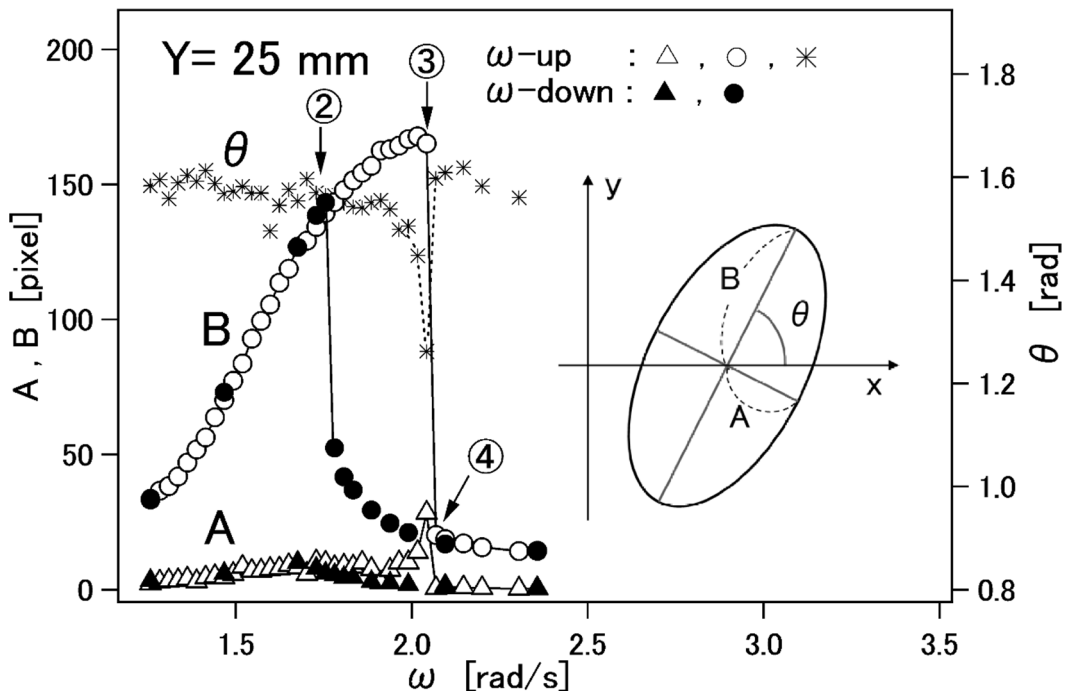 200
150
100
50
0
A , B [pixel]
Y= 25 mm
②
③
④
ω-up : △ , ○ , ✳
ω-down : ▲ , ●
θ
B
A
y
B
θ
x
A
1.8
1.6
1.4
1.2
1.0
0.8
θ [rad]
1.5 2.0 2.5 3.0 3.5
ω [rad/s]